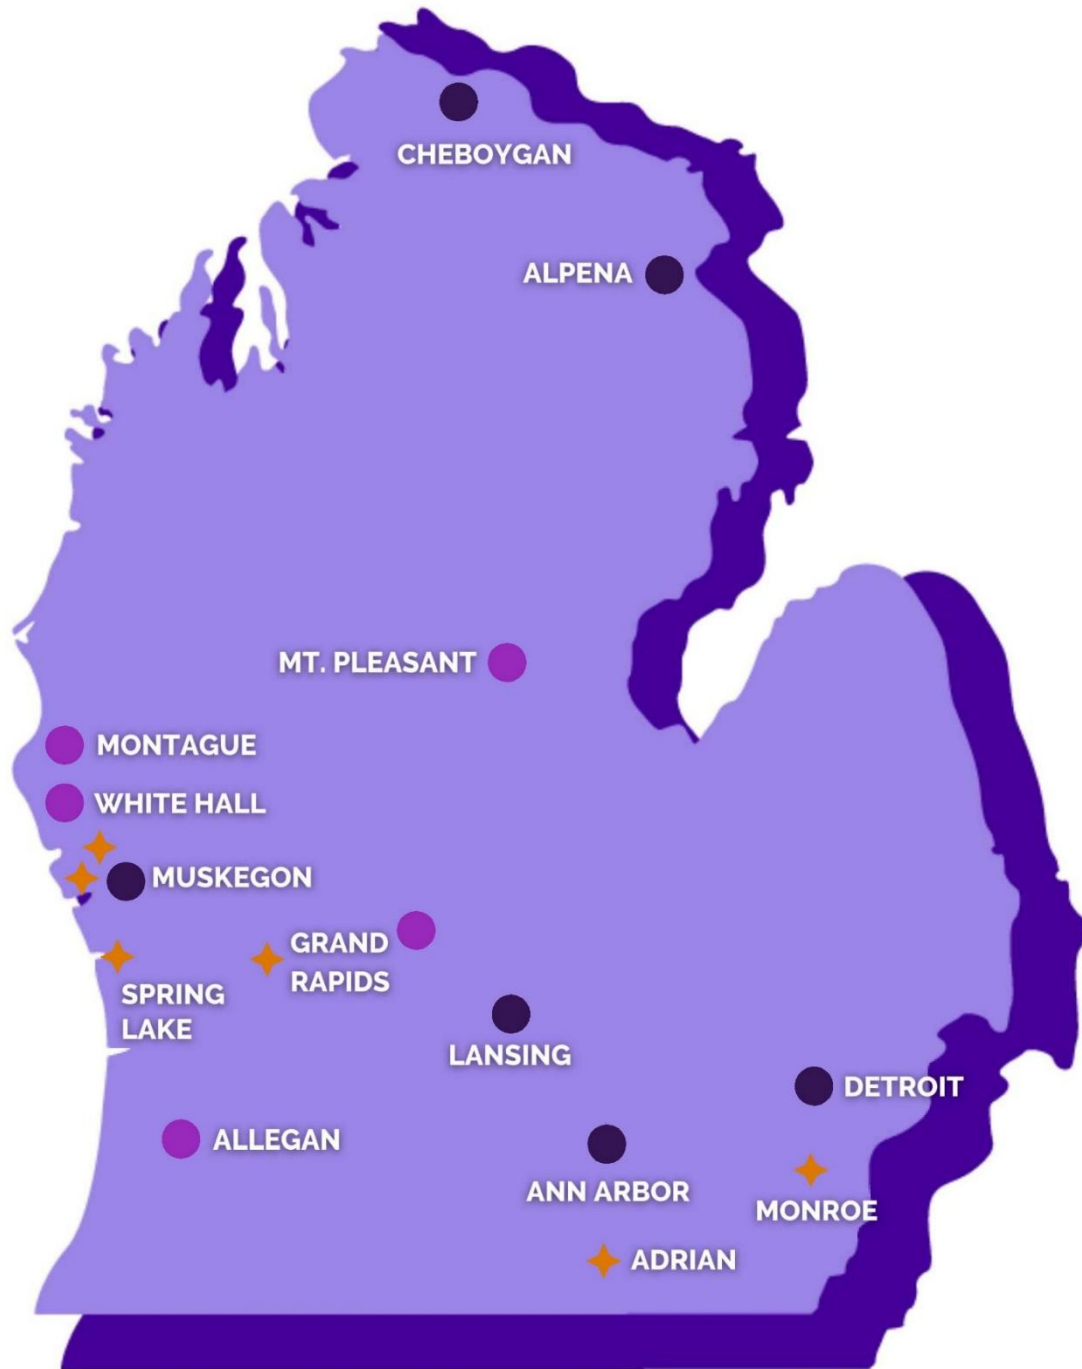 CHEBOYGAN
ALPENA
MT. PLEASANT
MONTAGUE
WHITE HALL
MUSKEGON
GRAND
RAPIDS
SPRING
LAKE
LANSING
DETROIT
ALLEGAN
ANN ARBOR
MONROE
ADRIAN